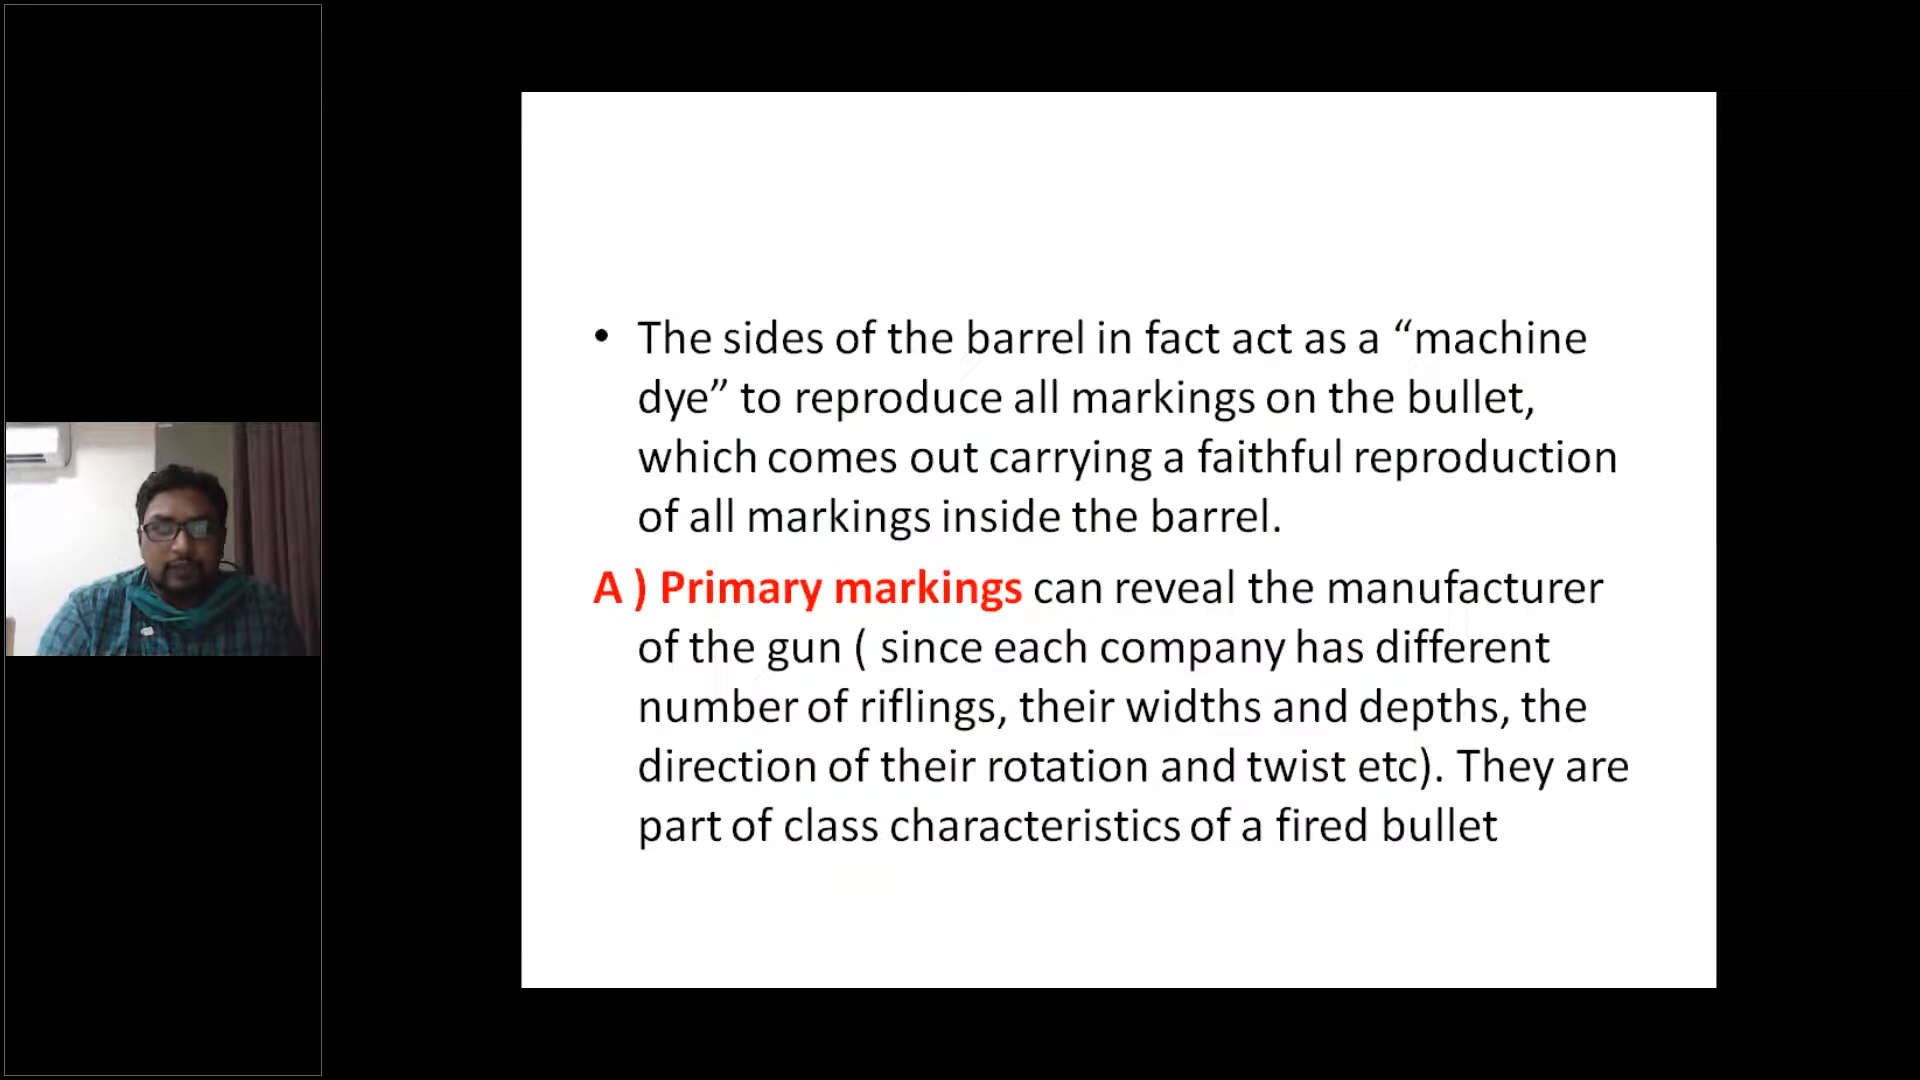 • The sides of the barrel in fact act as a “machine
dye” to reproduce all markings on the bullet,
which comes out carrying a faithful reproduction
of all markings inside the barrel.
A ) Primary markings can reveal the manufacturer
of the gun ( since each company has different
number of riflings, their widths and depths, the
direction of their rotation and twist etc). They are
part of class characteristics of a fired bullet